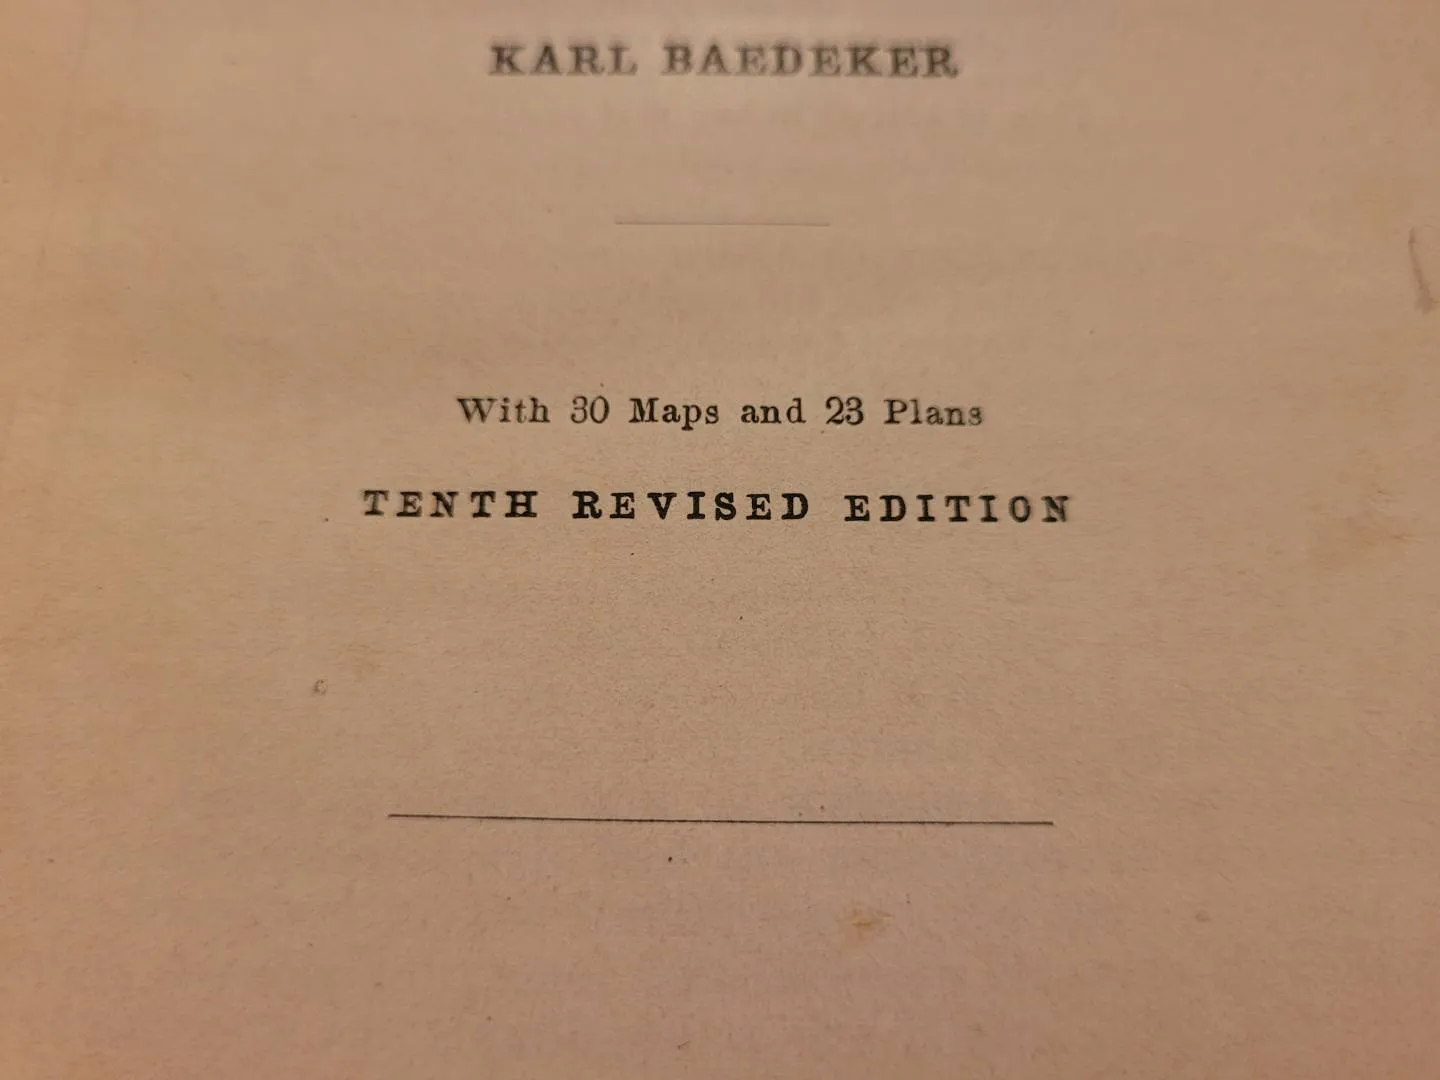 KARL BAEDEKER
With 30 Maps and 23 Plans
TENTH REVISED EDITION